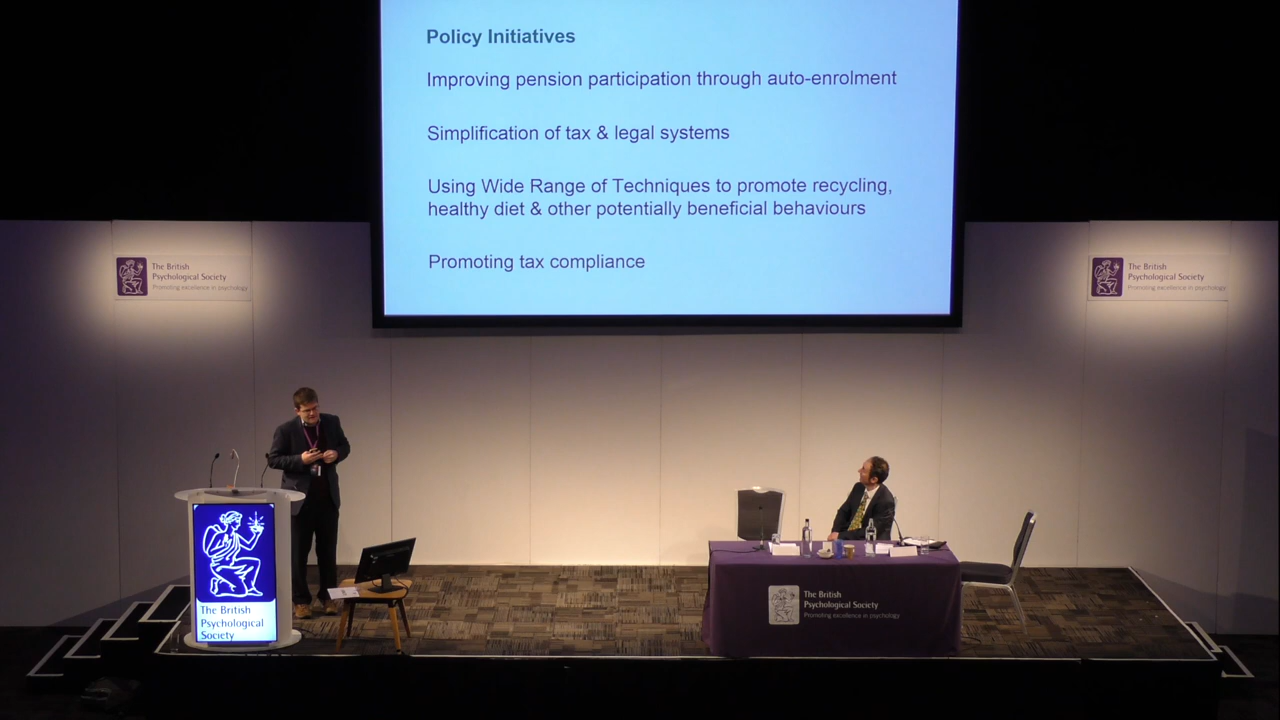 Policy Initiatives
Improving pension participation through auto-enrolment
Simplification of tax & legal systems
Using Wide Range of Techniques to promote recycling,
healthy diet & other potentially beneficial behaviours
Promoting tax compliance
The British
Psychological Society
Promoting excellence in psychology
The British
Psychological Society
Promoting excellence in psychology
The British
Psychological
Society
The British
Psychological Society
Promoting excellence in psychology